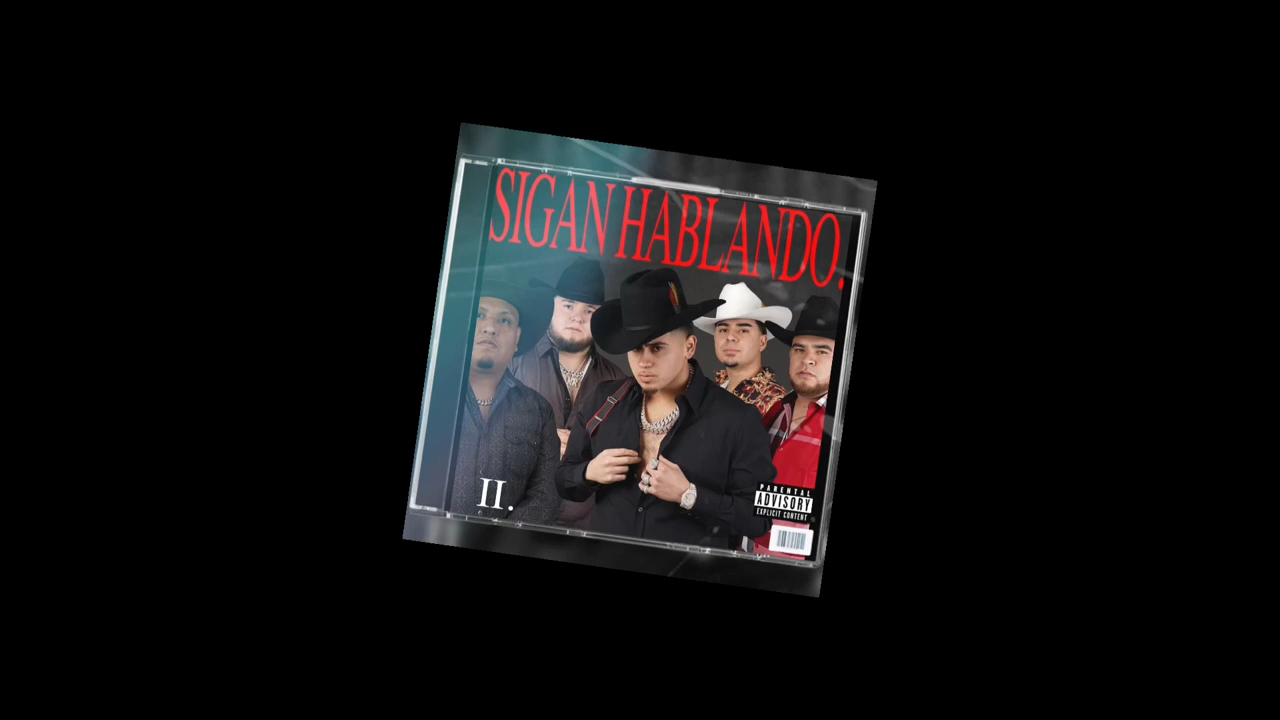 SIGAN HABLANDO.
II.
PARENTAL
ADVISORY
EXPLICIT CONTENT